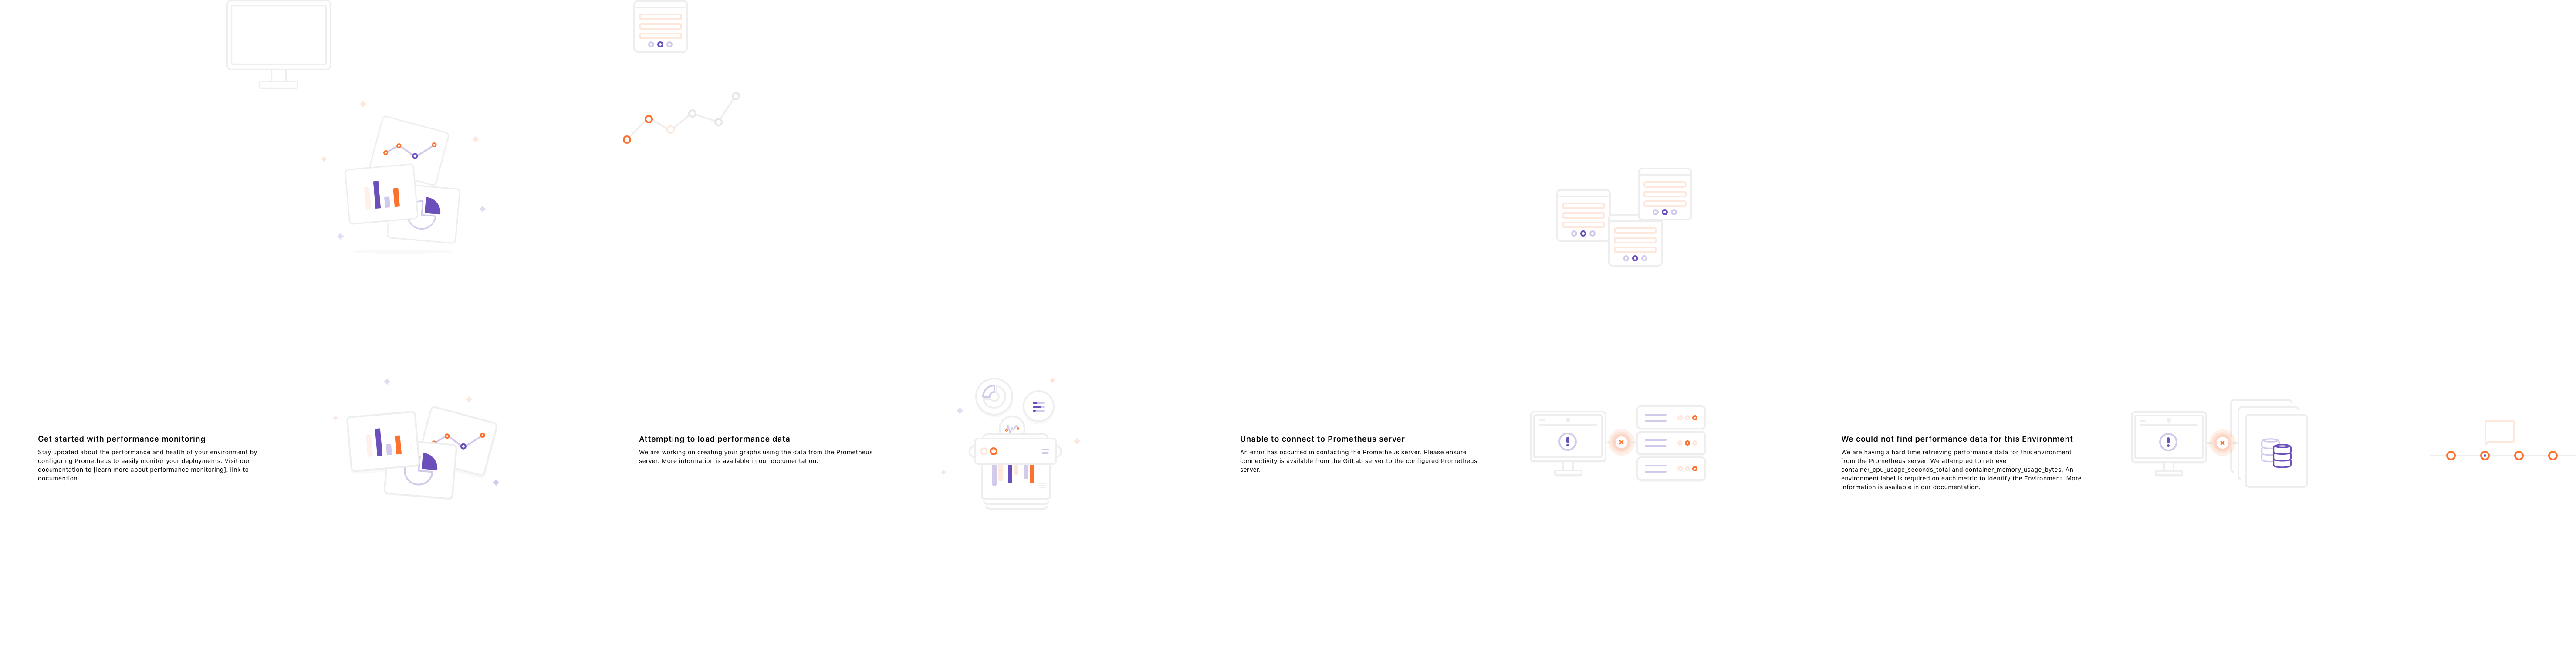 Get started with performance monitoring
Stay updated about the performance and health of your environment by
configuring Prometheus to easily monitor your deployments. Visit our
documentation to [learn more about performance monitoring]. link to
documention
Attempting to load performance data
We are working on creating your graphs using the data from the Prometheus
server. More information is available in our documentation.
Unable to connect to Prometheus server
An error has occurred in contacting the Prometheus server. Please ensure
connectivity is available from the GitLab server to the configured Prometheus
server.
We could not find performance data for this Environment
We are having a hard time retrieving performance data for this environment
from the Prometheus server. We attempted to retrieve
container_cpu_usage_seconds_total and container_memory_usage_bytes. An
environment label is required on each metric to identify the Environment. More
information is available in our documentation.